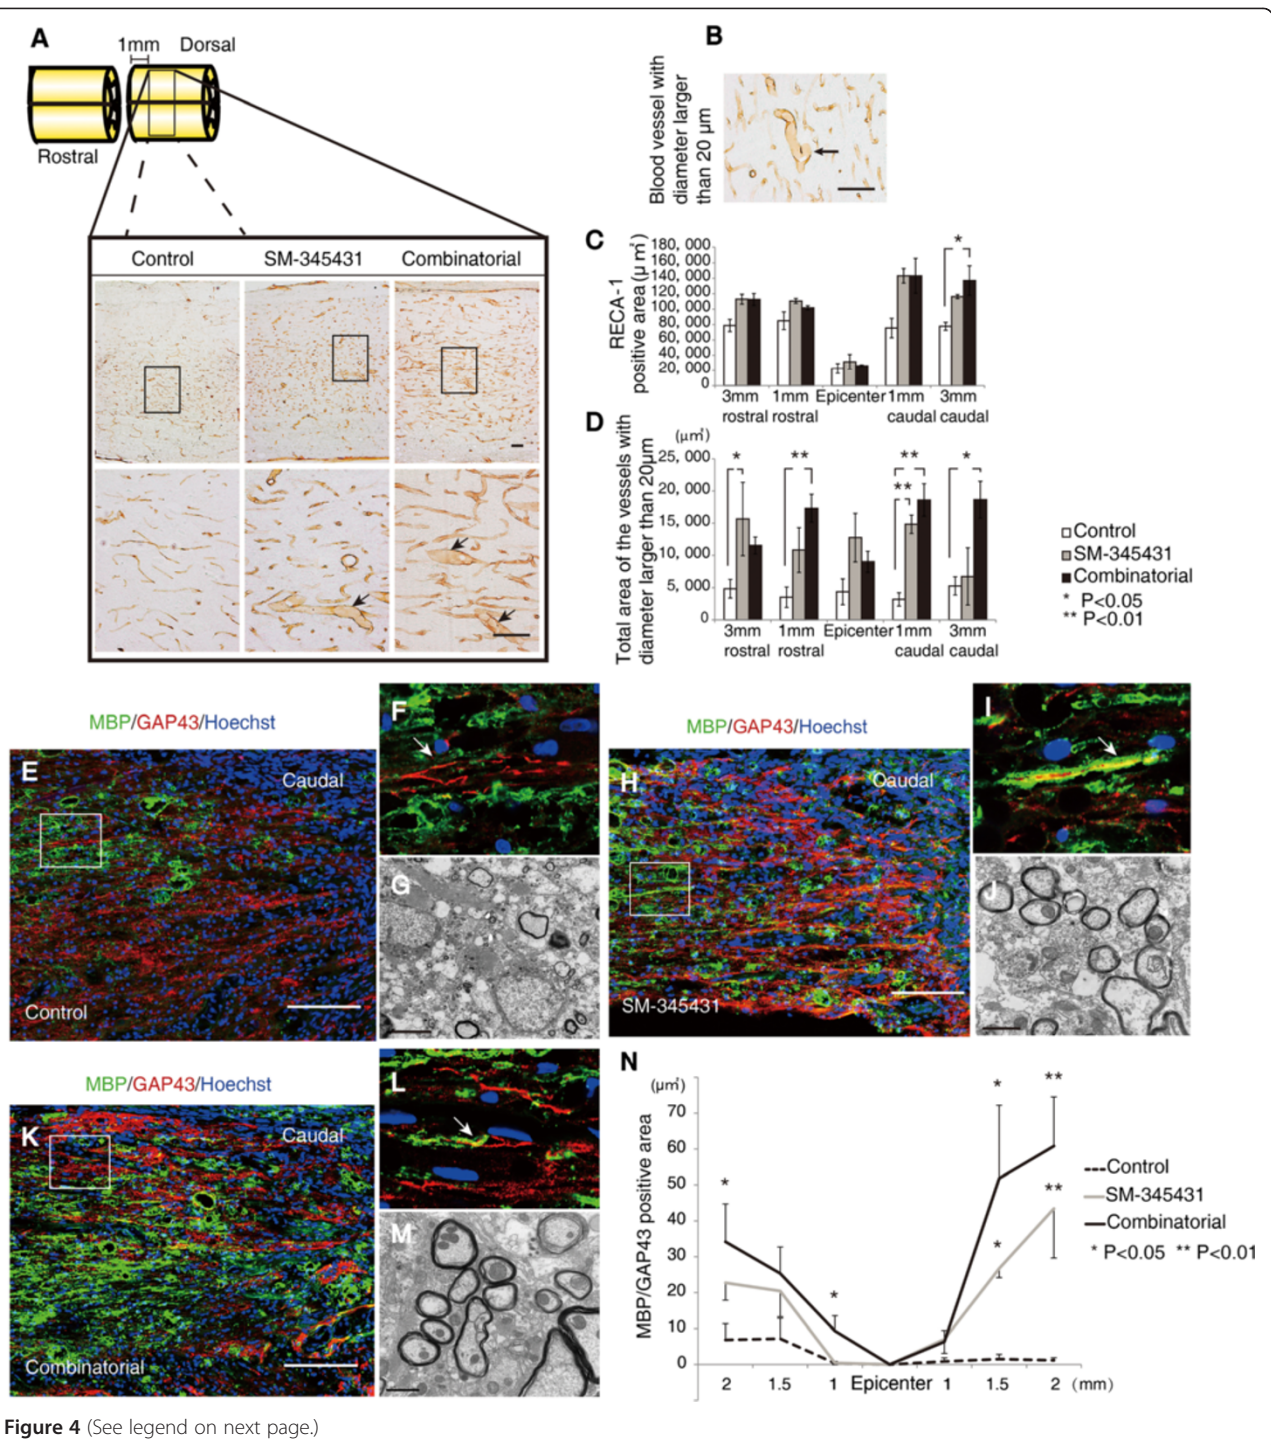 A
1mm
Dorsal
Rostral
Control
SM-345431
Combinatorial
B
Blood vessel with
diameter larger
than 20 μm
C
RECA-1
positive area(μ㎡)
180, 000
160, 000
140, 000
120, 000
100, 000
80, 000
60, 000
40, 000
20, 000
0
*
3mm
rostral
1mm
rostral
Epicenter
1mm
caudal
3mm
caudal
D
Total area of the vessels with
diameter larger than 20μm
(μ㎡)
25, 000
20, 000
15, 000
10, 000
5, 000
0
*
**
**
**
*
3mm
rostral
1mm
rostral
Epicenter
1mm
caudal
3mm
caudal
Control
SM-345431
Combinatorial
* P<0.05
** P<0.01
MBP/GAP43/Hoechst
E
Caudal
Control
F
G
MBP/GAP43/Hoechst
H
Caudal
SM-345431
I
J
MBP/GAP43/Hoechst
K
Caudal
Combinatorial
L
M
N
(μ㎡)
MBP/GAP43 positive area
70
60
50
40
30
20
10
0
*
*
*
**
*
**
2
1.5
1
Epicenter
1
1.5
2
(mm)
Control
SM-345431
Combinatorial
* P<0.05 ** P<0.01
Figure 4 (See legend on next page.)